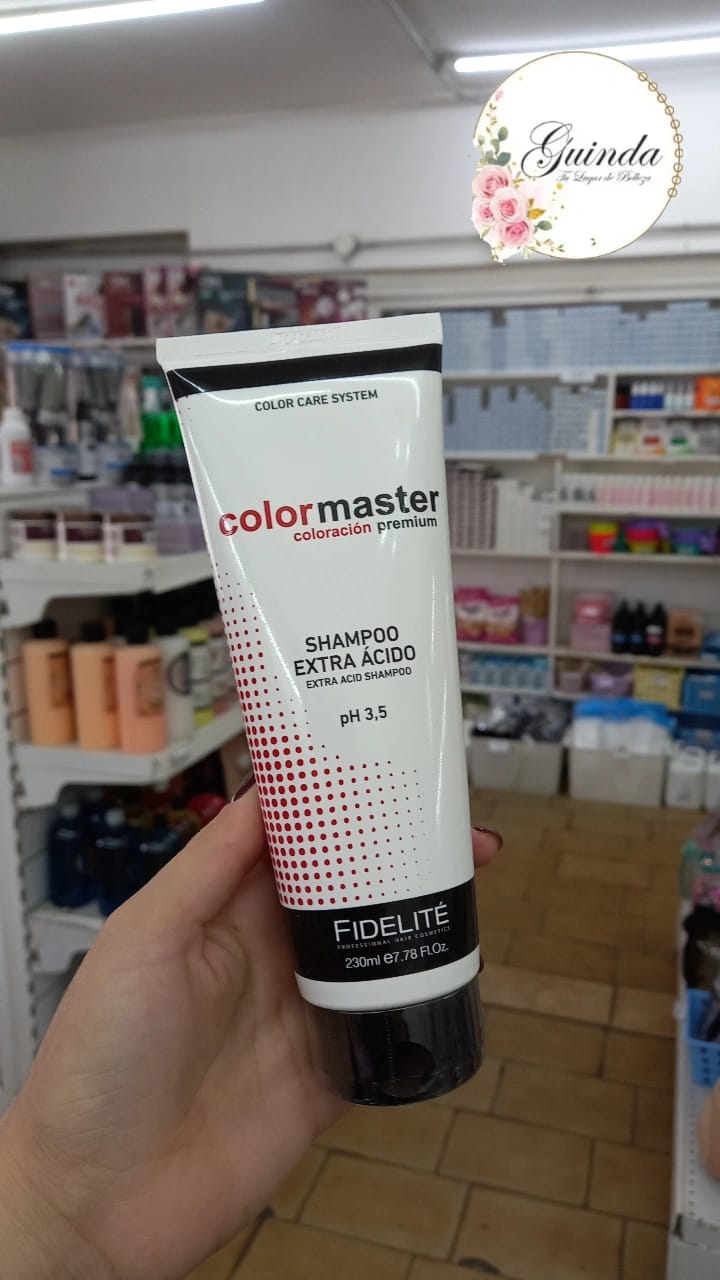 Guinda
Tu Lugar de Belleza
COLOR CARE SYSTEM
colormaster
coloración premium
SHAMPOO
EXTRA ÁCIDO
EXTRA ACID SHAMPOO
pH 3,5
FIDELITÉ
PROFESSIONAL HAIR COSMETICS
230ml e7.78 Fl.Oz.